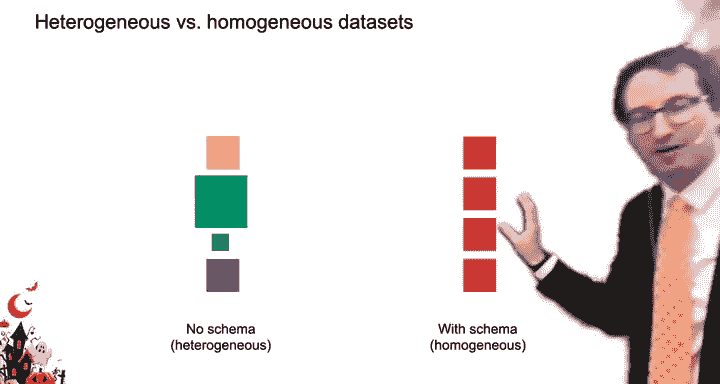 Heterogeneous vs. homogeneous datasets
No schema
(heterogeneous)
With schema
(homogeneous)